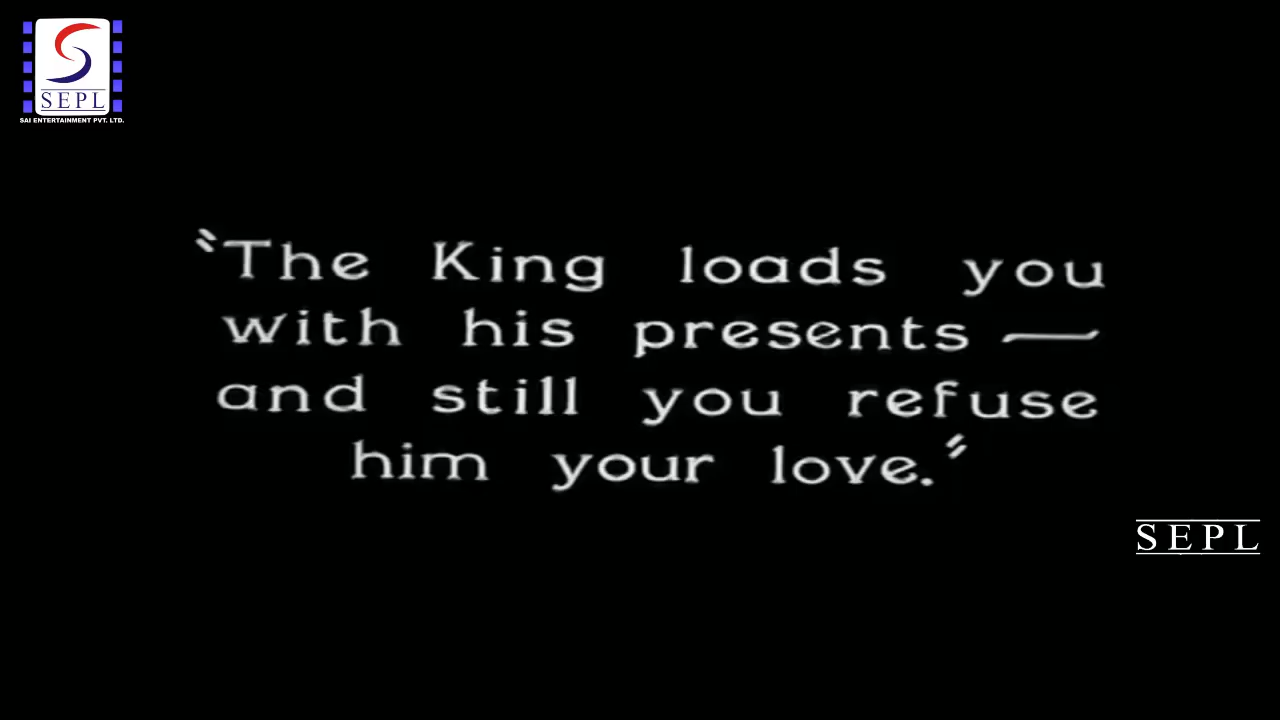 SEPL
SAI ENTERTAINMENT PVT. LTD.
"The King loads you
with his presents —
and still you refuse
him your love."
SEPL